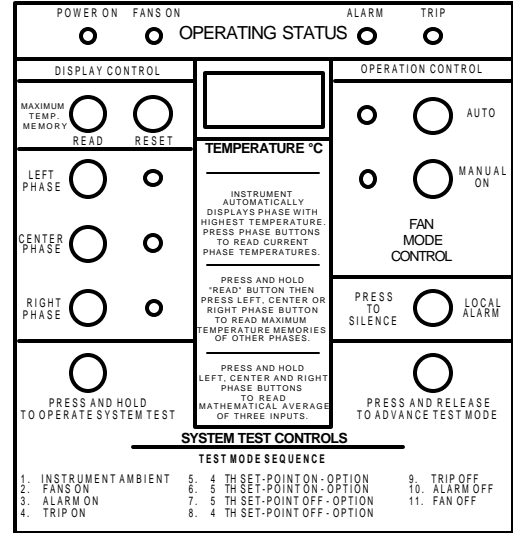 POWER ON FANS ON ALARM TRIP
OPERATING STATUS
DISPLAY CONTROL
MAXIMUM
TEMP.
MEMORY
READ RESET
LEFT
PHASE
CENTER
PHASE
RIGHT
PHASE
PRESS AND HOLD
TO OPERATE SYSTEM TEST
TEMPERATURE °C
INSTRUMENT
AUTOMATICALLY
DISPLAYS PHASE WITH
HIGHEST TEMPERATURE.
PRESS PHASE BUTTONS
TO READ CURRENT
PHASE TEMPERATURES.
PRESS AND HOLD
"READ" BUTTON THEN
PRESS LEFT, CENTER OR
RIGHT PHASE BUTTON
TO READ MAXIMUM
TEMPERATURE MEMORIES
OF OTHER PHASES.
PRESS AND HOLD
LEFT, CENTER AND RIGHT
PHASE BUTTONS
TO READ
MATHEMATICAL AVERAGE
OF THREE INPUTS.
OPERATION CONTROL
AUTO
MANUAL
ON
FAN
MODE
CONTROL
PRESS
TO
SILENCE
LOCAL
ALARM
PRESS AND RELEASE
TO ADVANCE TEST MODE
SYSTEM TEST CONTROLS
TEST MODE SEQUENCE
1. INSTRUMENT AMBIENT
2. FANS ON
3. ALARM ON
4. TRIP ON
5. 4 TH SET-POINT ON - OPTION
6. 5 TH SET-POINT ON - OPTION
7. 5 TH SET-POINT OFF - OPTION
8. 4 TH SET-POINT OFF - OPTION
9. TRIP OFF
10. ALARM OFF
11. FAN OFF